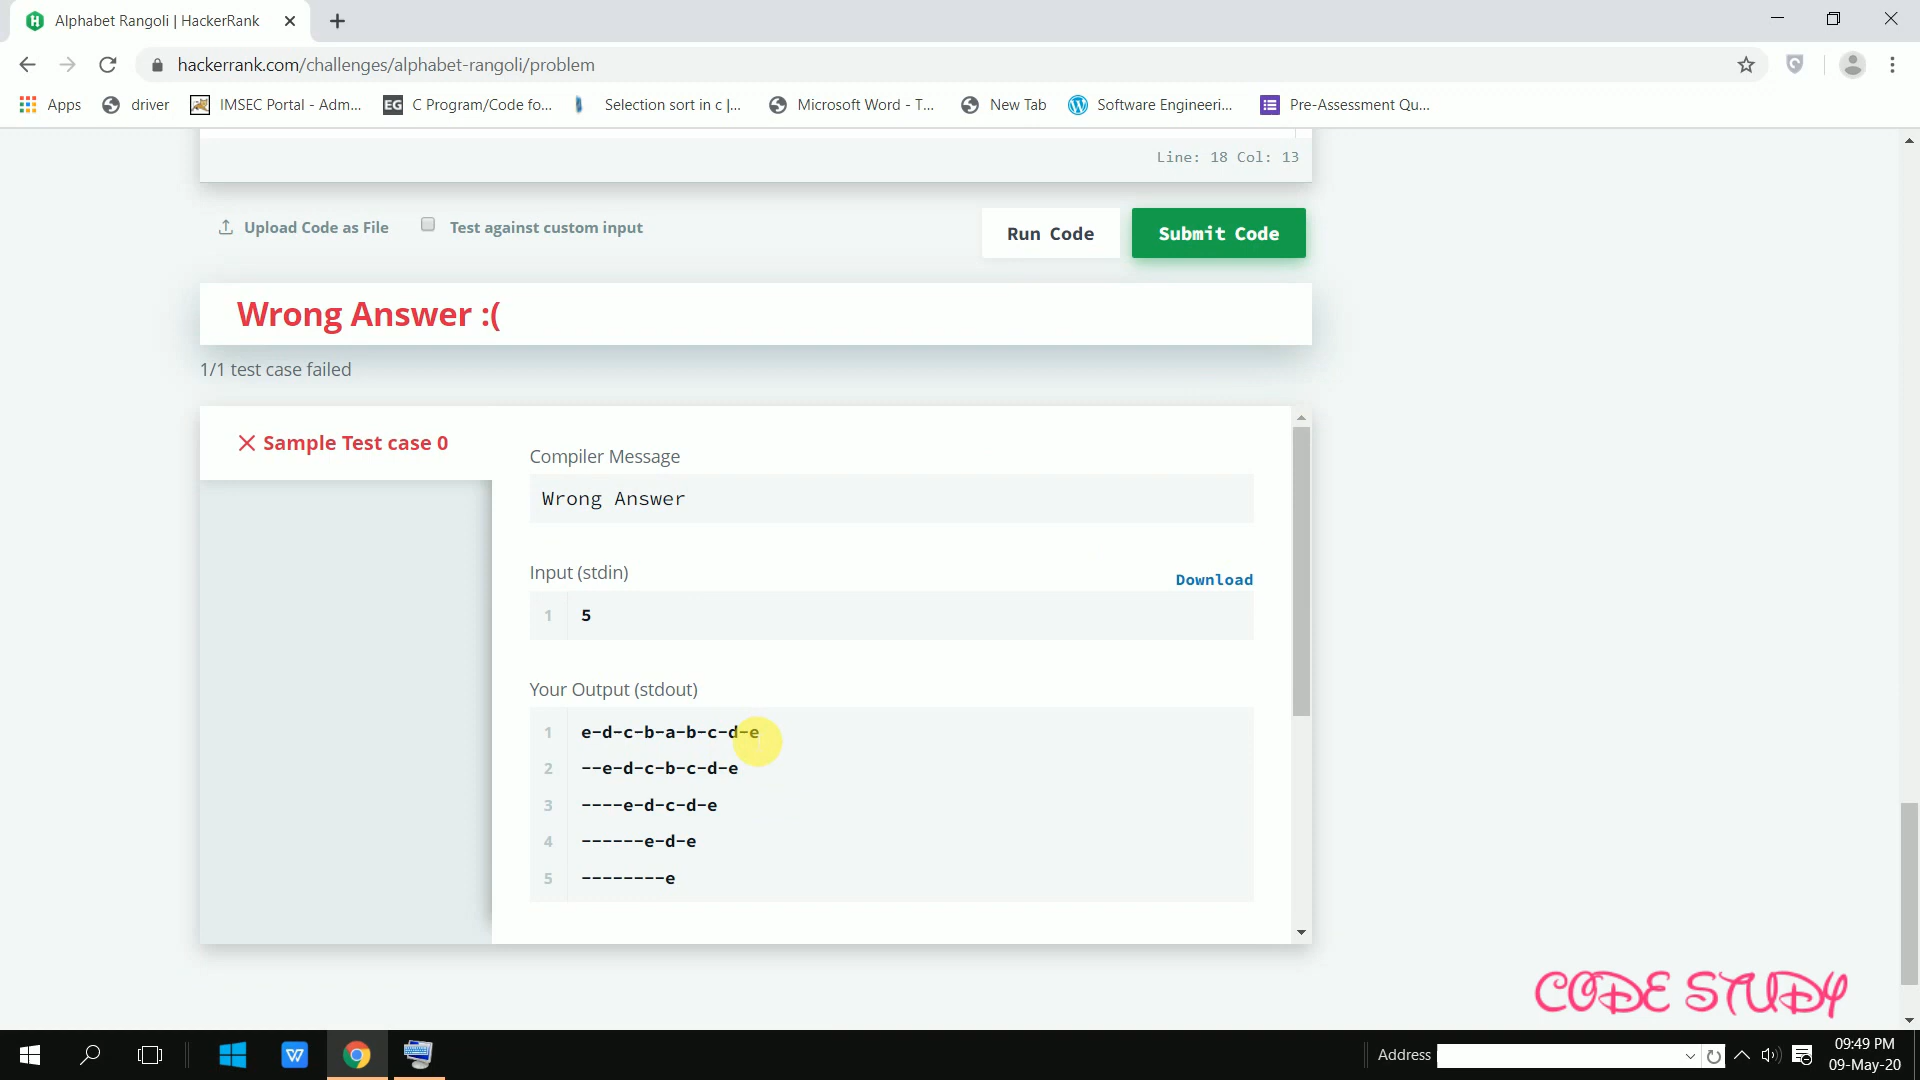 Alphabet Rangoli | HackerRank
hackerrank.com/challenges/alphabet-rangoli/problem
Apps
driver
IMSEC Portal - Adm...
EG
C Program/Code fo...
Selection sort in c |...
Microsoft Word - T...
New Tab
Software Engineeri...
Pre-Assessment Qu...
Line: 18 Col: 13
Upload Code as File
Test against custom input
Run Code
Submit Code
Wrong Answer :(
1/1 test case failed
Sample Test case 0
Compiler Message
Wrong Answer
Input (stdin)
Download
1 5
Your Output (stdout)
1 e-d-c-b-a-b-c-d-e
2 --e-d-c-b-c-d-e
3 ----e-d-c-d-e
4 ------e-d-e
5 --------e
CODE STUDY
W
Address
09:49 PM
09-May-20